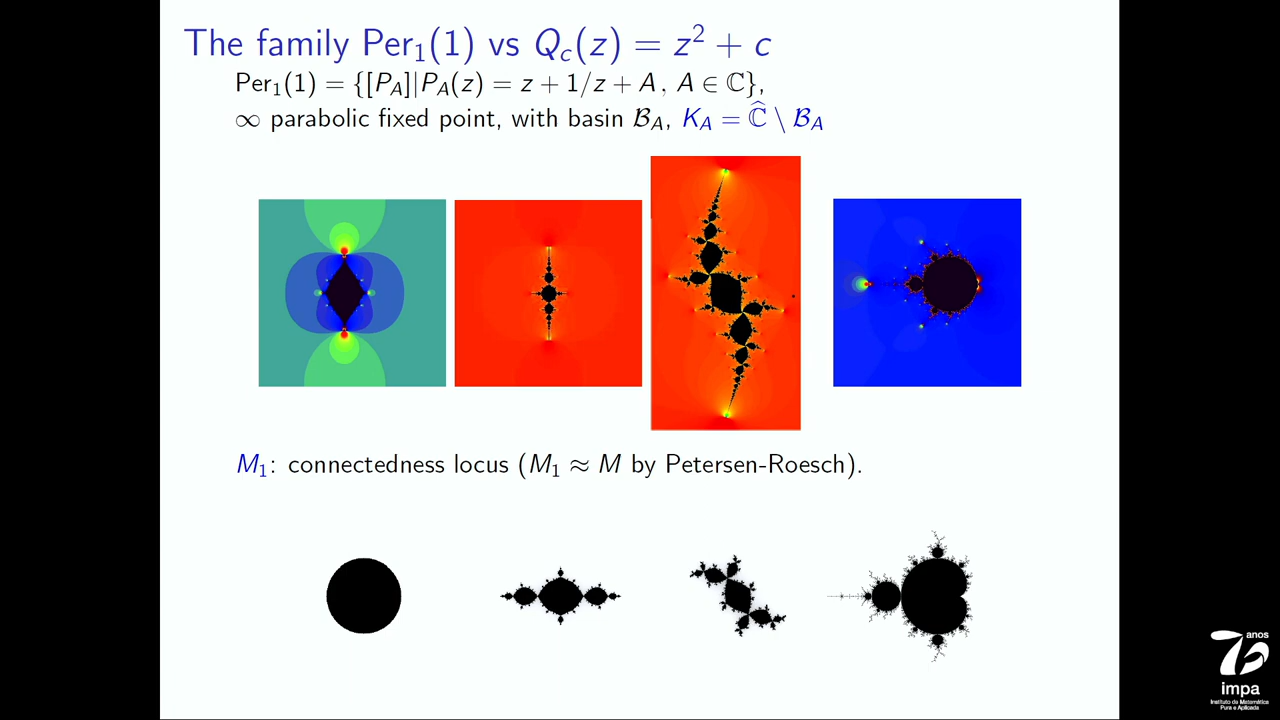 The family Per₁(1) vs Q_c(z) = z² + c
Per₁(1) = {[P_A]|P_A(z) = z + 1/z + A , A ∈ ℂ},
∞ parabolic fixed point, with basin 𝓑_A, K_A = ℂ̂ \ 𝓑_A
M₁: connectedness locus (M₁ ≈ M by Petersen-Roesch).
anos
70
impa
Instituto de Matemática
Pura e Aplicada